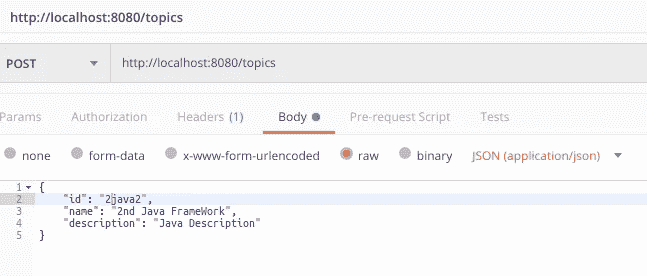 http://localhost:8080/topics
POST http://localhost:8080/topics
Params Authorization Headers (1) Body Pre-request Script Tests
none form-data x-www-form-urlencoded raw binary JSON (application/json)
1 {
2 "id": "2java2",
3 "name": "2nd Java FrameWork",
4 "description": "Java Description"
5 }